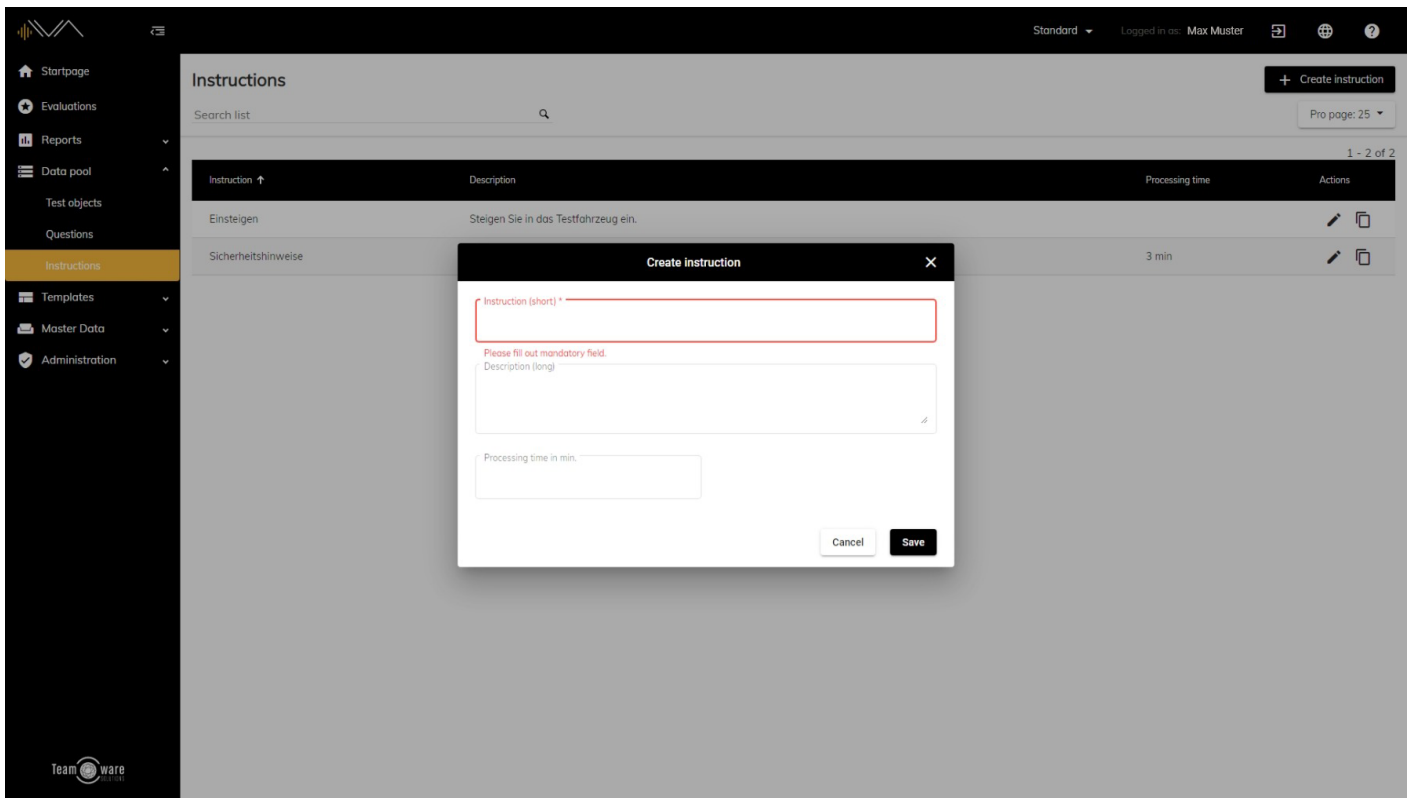 Standard
Logged in as: Max Muster
Startpage
Evaluations
Reports
Data pool
Test objects
Questions
Instructions
Templates
Master Data
Administration
Team ware
SOLUTIONS
Instructions
Create instruction
Search list
Pro page: 25
1 - 2 of 2
Instruction Description Processing time Actions
Einsteigen Steigen Sie in das Testfahrzeug ein.
Sicherheitshinweise 3 min
Create instruction
Instruction (short) *
Please fill out mandatory field.
Description (long)
Processing time in min.
Cancel Save